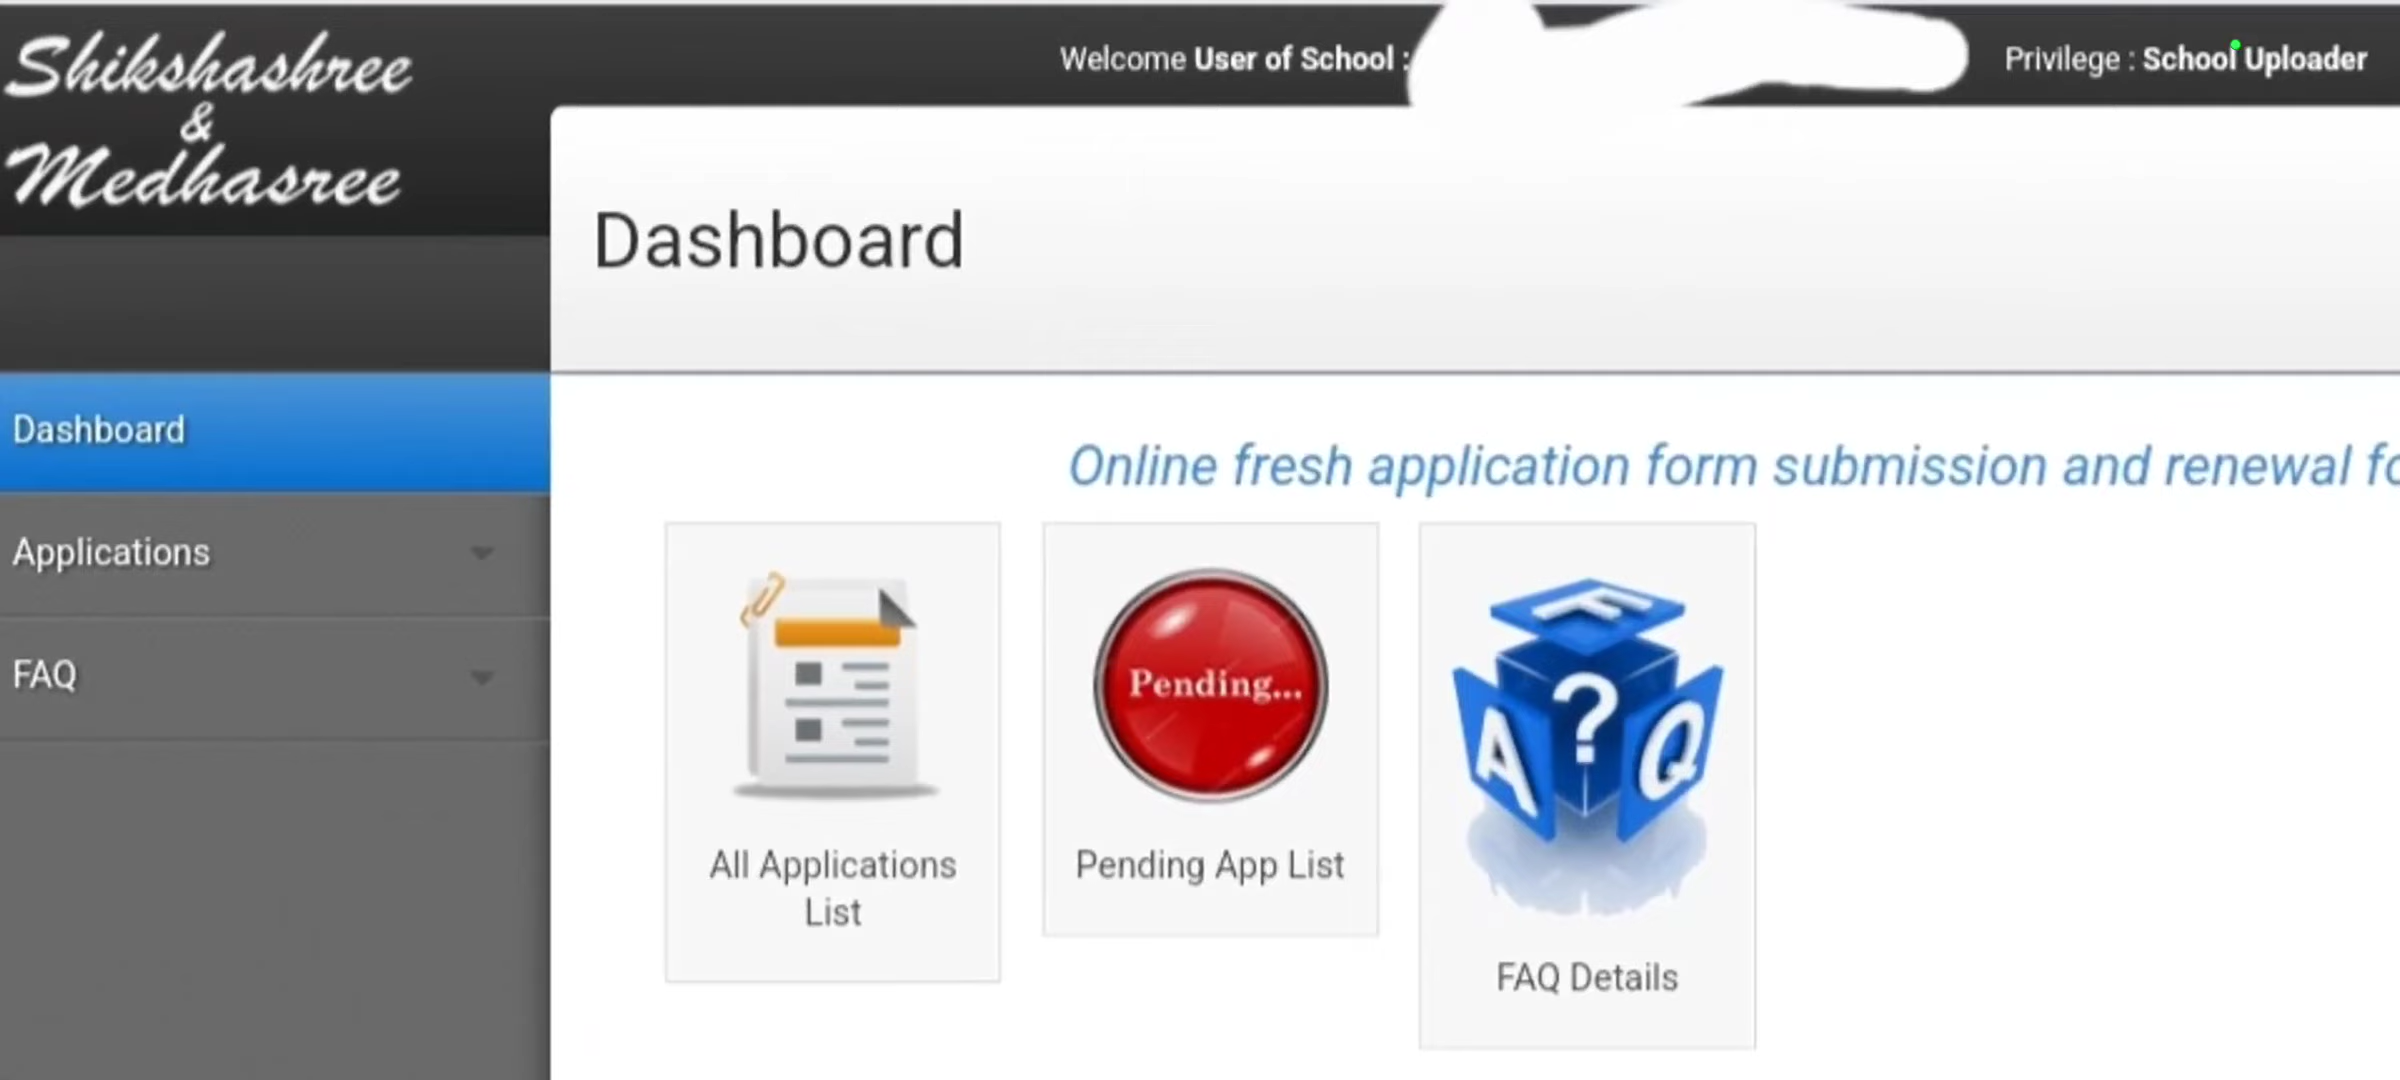 Shikshashree
&
Medhasree
Welcome User of School :
Privilege : School Uploader
Dashboard
Dashboard
Applications
FAQ
Online fresh application form submission and renewal
Pending...
F
A ? Q
All Applications
List
Pending App List
FAQ Details